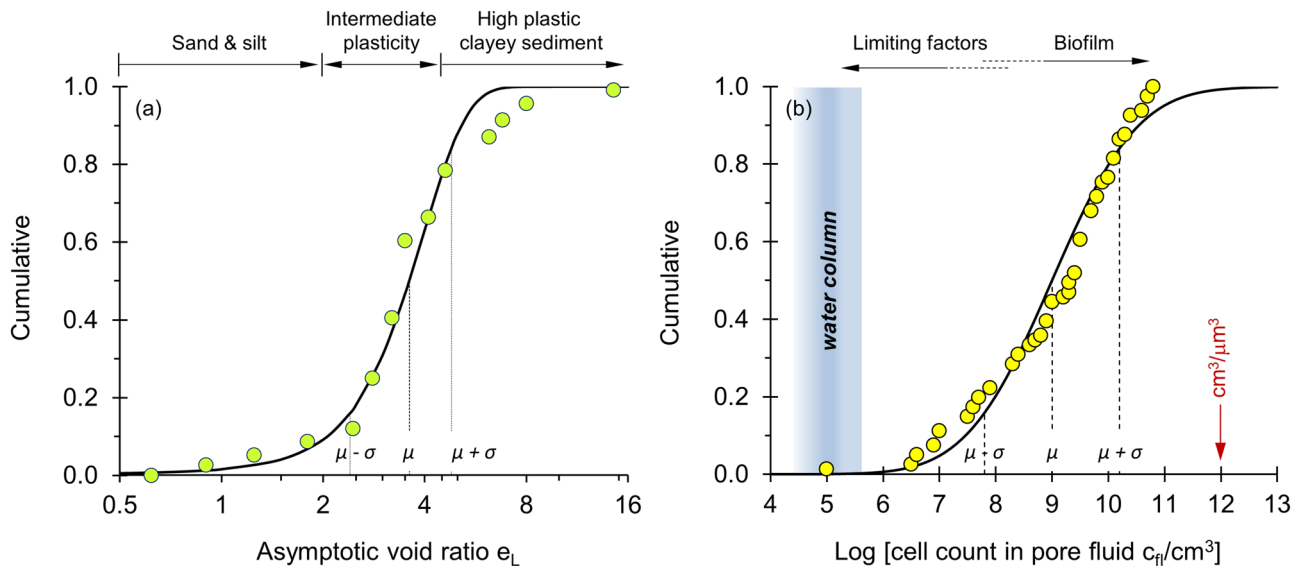 Sand & silt
Intermediate
plasticity
High plastic
clayey sediment
(a)
Cumulative
1.0
0.8
0.6
0.4
0.2
0.0
μ - σ
μ
μ + σ
0.5
1
2
4
8
16
Asymptotic void ratio eL
Limiting factors
Biofilm
(b)
Cumulative
1.0
0.8
0.6
0.4
0.2
0.0
water column
cm³/μm³
μ - σ
μ
μ + σ
4
5
6
7
8
9
10
11
12
13
Log [cell count in pore fluid cfl/cm³]